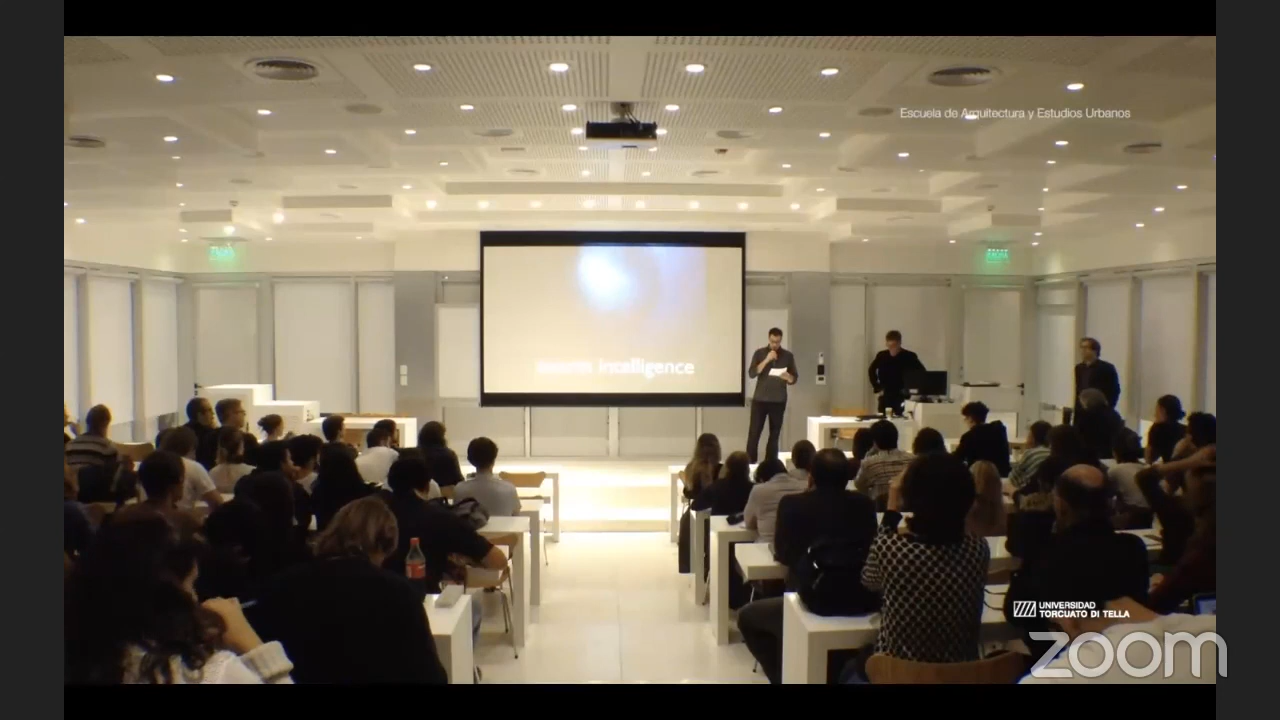 Escuela de Arquitectura y Estudios Urbanos
intelligence
UNIVERSIDAD
TORCUATO DI TELLA
zoom